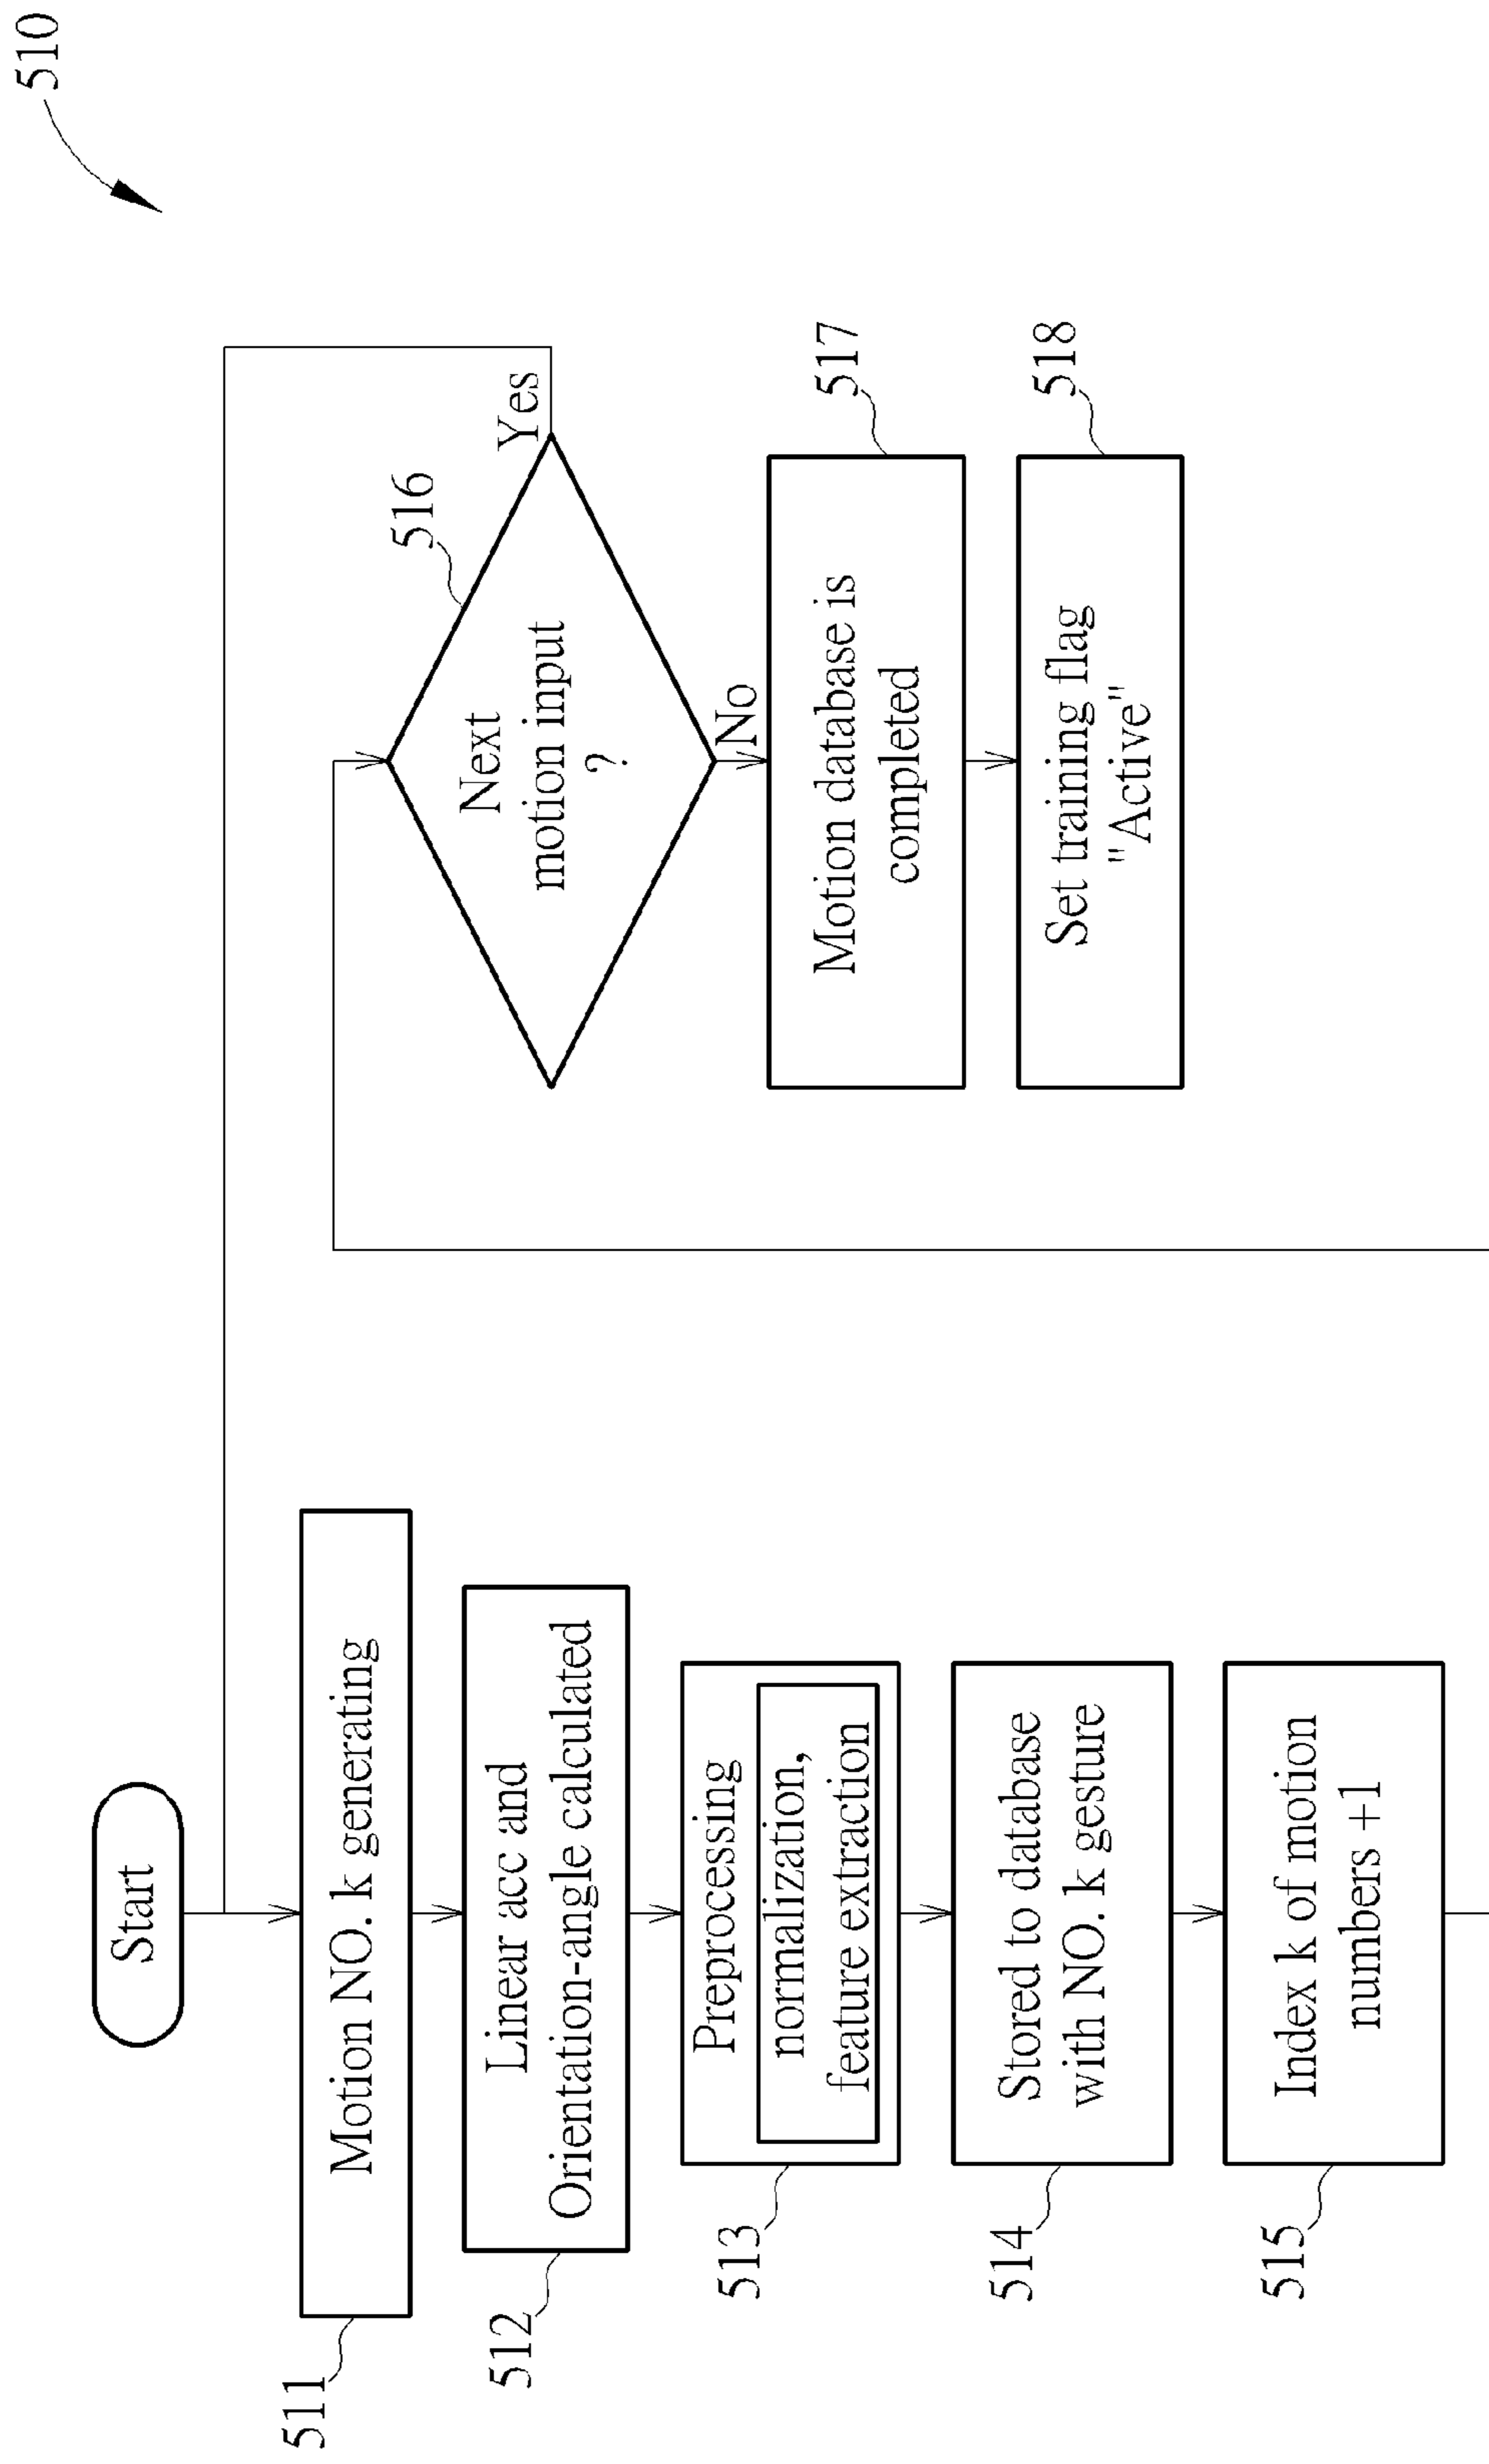 510
Start
511
Motion NO. k generating
512
Linear acc and
Orientation-angle calculated
513
Preprocessing
normalization,
feature extraction
514
Stored to database
with NO. k gesture
515
Index k of motion
numbers +1
516
Next
motion input
?
Yes
No
517
Motion database is
completed
518
Set training flag
"Active"